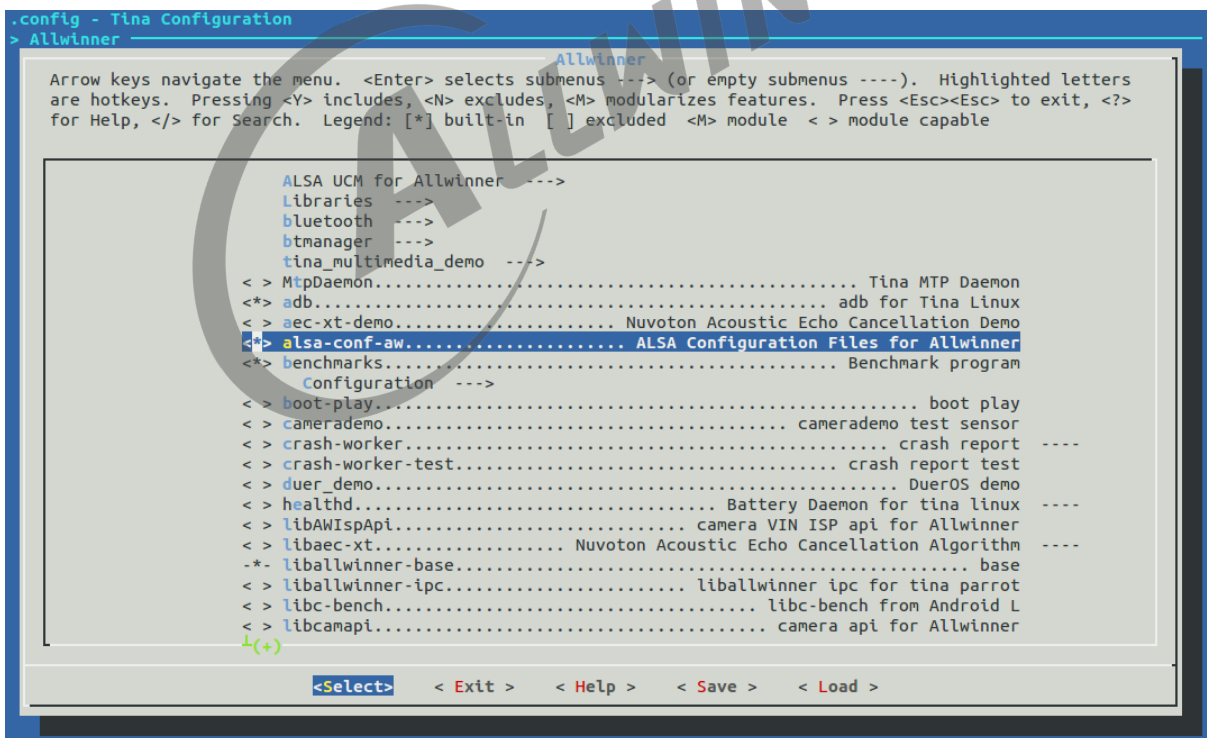 .config - Tina Configuration
> Allwinner
Allwinner
Arrow keys navigate the menu. <Enter> selects submenus ---> (or empty submenus ----). Highlighted letters
are hotkeys. Pressing <Y> includes, <N> excludes, <M> modularizes features. Press <Esc><Esc> to exit, <?>
for Help, </> for Search. Legend: [*] built-in [ ] excluded <M> module < > module capable
ALSA UCM for Allwinner --->
Libraries --->
bluetooth --->
btmanager --->
tina_multimedia_demo --->
< > MtpDaemon................................................ Tina MTP Daemon
<*> adb................................................... adb for Tina Linux
< > aec-xt-demo...................... Nuvoton Acoustic Echo Cancellation Demo
<*> alsa-conf-aw...................... ALSA Configuration Files for Allwinner
<*> benchmarks............................................. Benchmark program
Configuration --->
< > boot-play...................................................... boot play
< > camerademo........................................ camerademo test sensor
< > crash-worker................................................ crash report ----
< > crash-worker-test...................................... crash report test
< > duer_demo.................................................... DuerOS demo
< > healthd.................................... Battery Daemon for tina linux ----
< > libAWIspApi............................. camera VIN ISP api for Allwinner
< > libaec-xt................... Nuvoton Acoustic Echo Cancellation Algorithm ----
-*- liballwinner-base................................................... base
< > liballwinner-ipc........................ liballwinner ipc for tina parrot
< > libc-bench..................................... libc-bench from Android L
< > libcamapi....................................... camera api for Allwinner
┴(+)
<Select> < Exit > < Help > < Save > < Load >